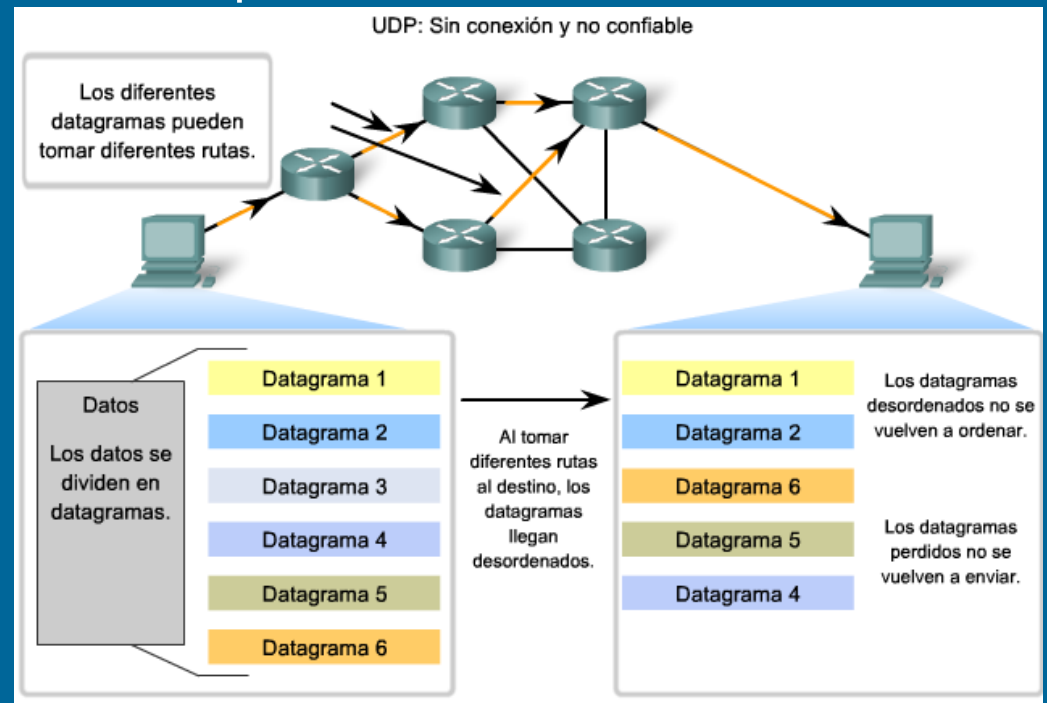 UDP: Sin conexión y no confiable
Los diferentes
datagramas pueden
tomar diferentes rutas.
Datos
Los datos se
dividen en
datagramas.
Datagrama 1
Datagrama 2
Datagrama 3
Datagrama 4
Datagrama 5
Datagrama 6
Al tomar
diferentes rutas
al destino, los
datagramas
llegan
desordenados.
Datagrama 1
Datagrama 2
Datagrama 6
Datagrama 5
Datagrama 4
Los datagramas
desordenados no se
vuelven a ordenar.
Los datagramas
perdidos no se
vuelven a enviar.